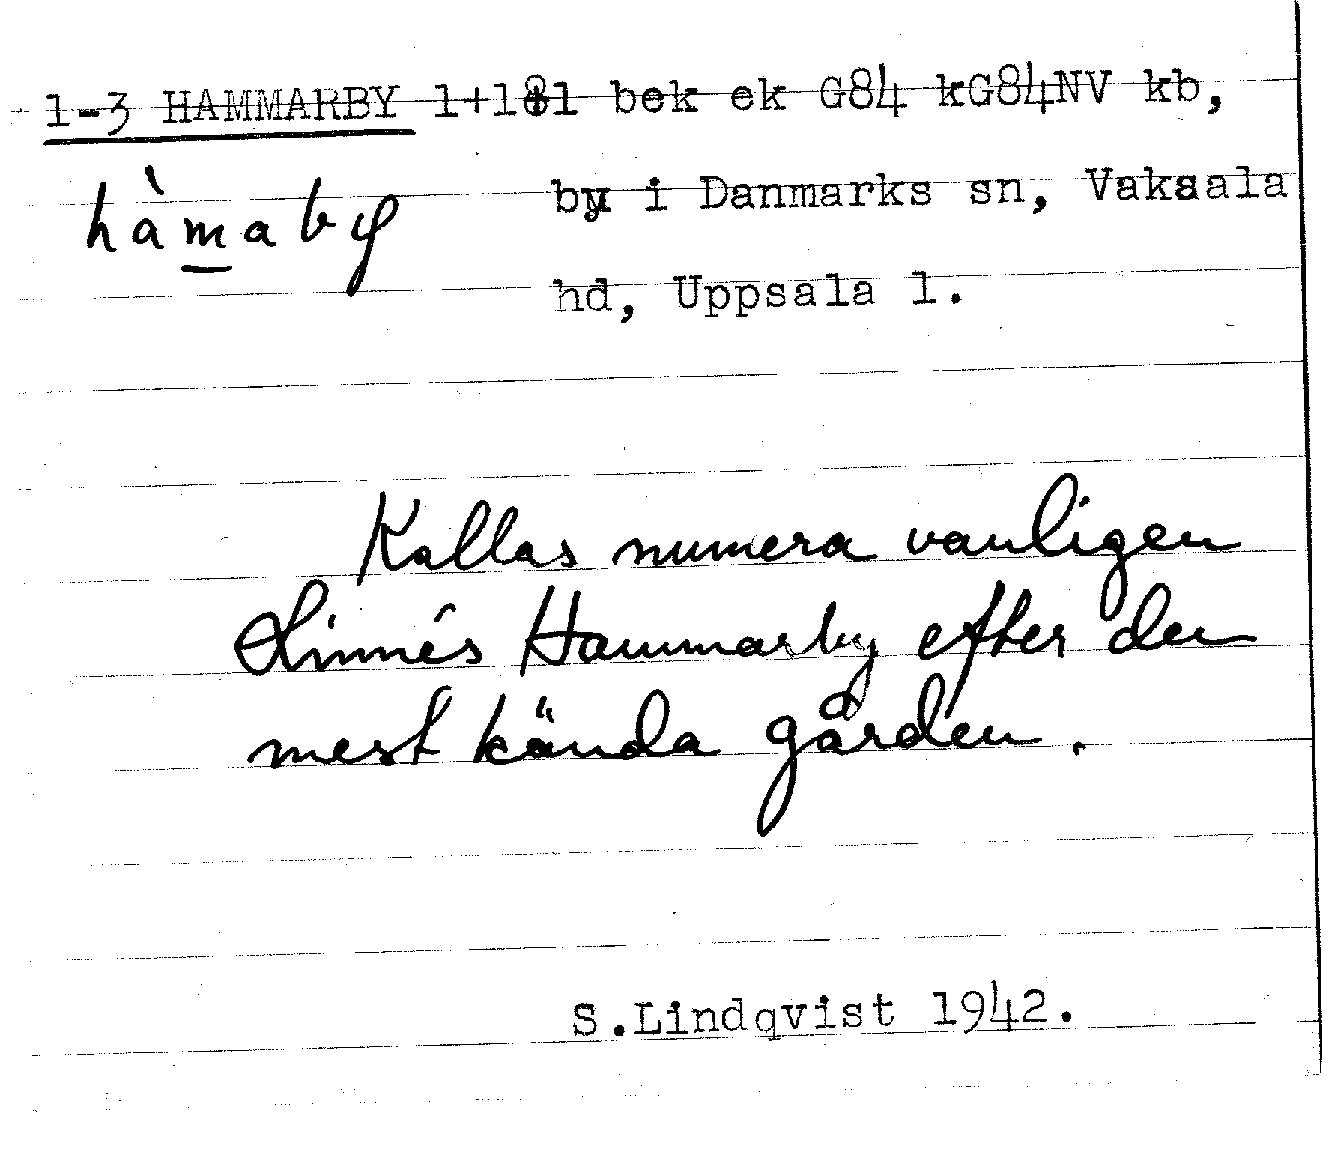 1-3 HAMMARBY 1+181 bek ek G84 kG84NV kb,
hàmaby by i Danmarks sn, Vaksala
hd, Uppsala l.
Kallas numera vanligen
Linnés Hammarby efter den
mest kända gården.
S.Lindqvist 1942.